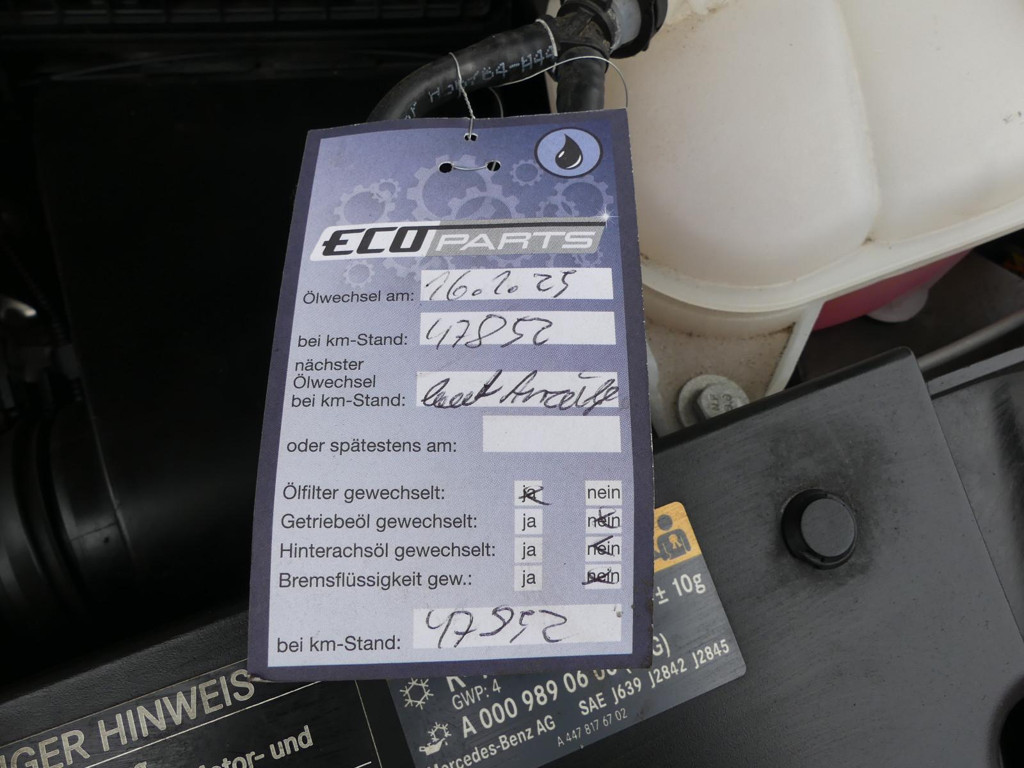 ECO PARTS
Ölwechsel am: 16.1.25
bei km-Stand: 47852
nächster
Ölwechsel
bei km-Stand: laut Anzeige
oder spätestens am:
Ölfilter gewechselt: ja nein
Getriebeöl gewechselt: ja nein
Hinterachsöl gewechselt: ja nein
Bremsflüssigkeit gew.: ja nein
bei km-Stand: 47852
± 10g
GWP: 4
A 000 989 06
SAE J639 J2842 J2845
Mercedes-Benz AG
A 447 817 67 02
HINWEIS